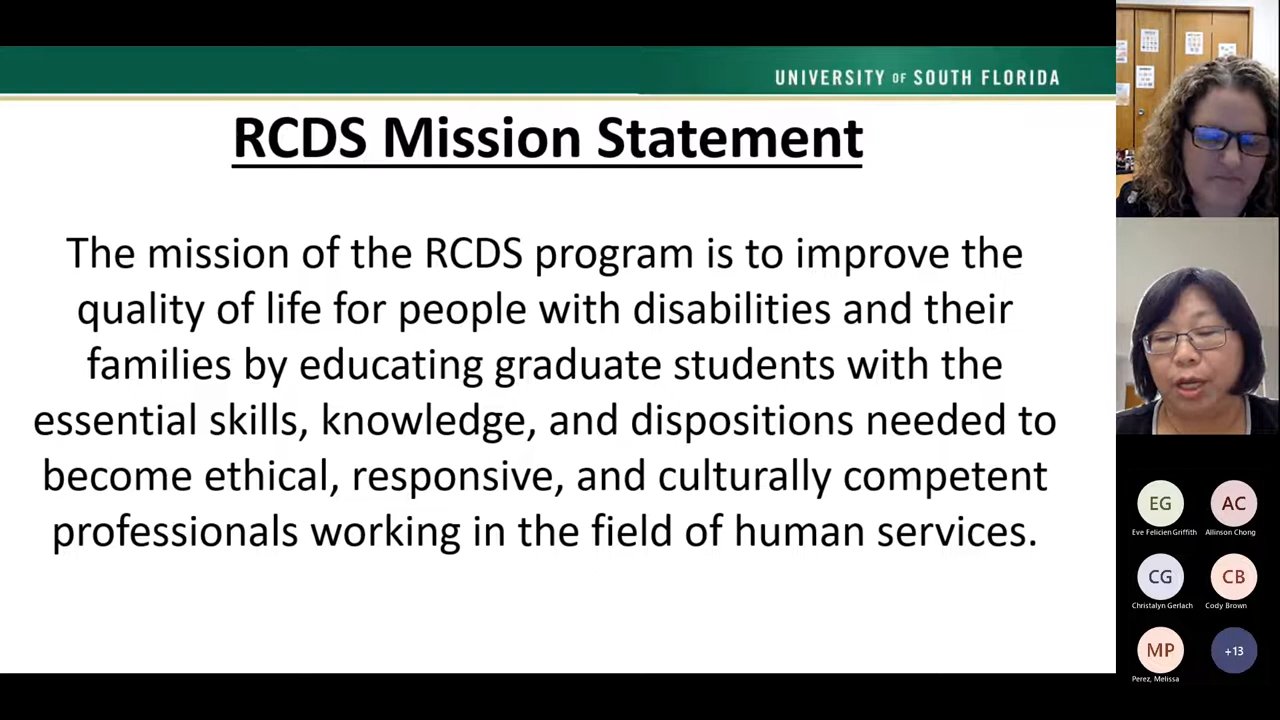 UNIVERSITY OF SOUTH FLORIDA
RCDS Mission Statement
The mission of the RCDS program is to improve the
quality of life for people with disabilities and their
families by educating graduate students with the
essential skills, knowledge, and dispositions needed to
become ethical, responsive, and culturally competent
professionals working in the field of human services.
EG
AC
Eve Felicien Griffith
Allinson Chong
CG
CB
Christalyn Gerlach
Cody Brown
MP
+13
Perez, Melissa